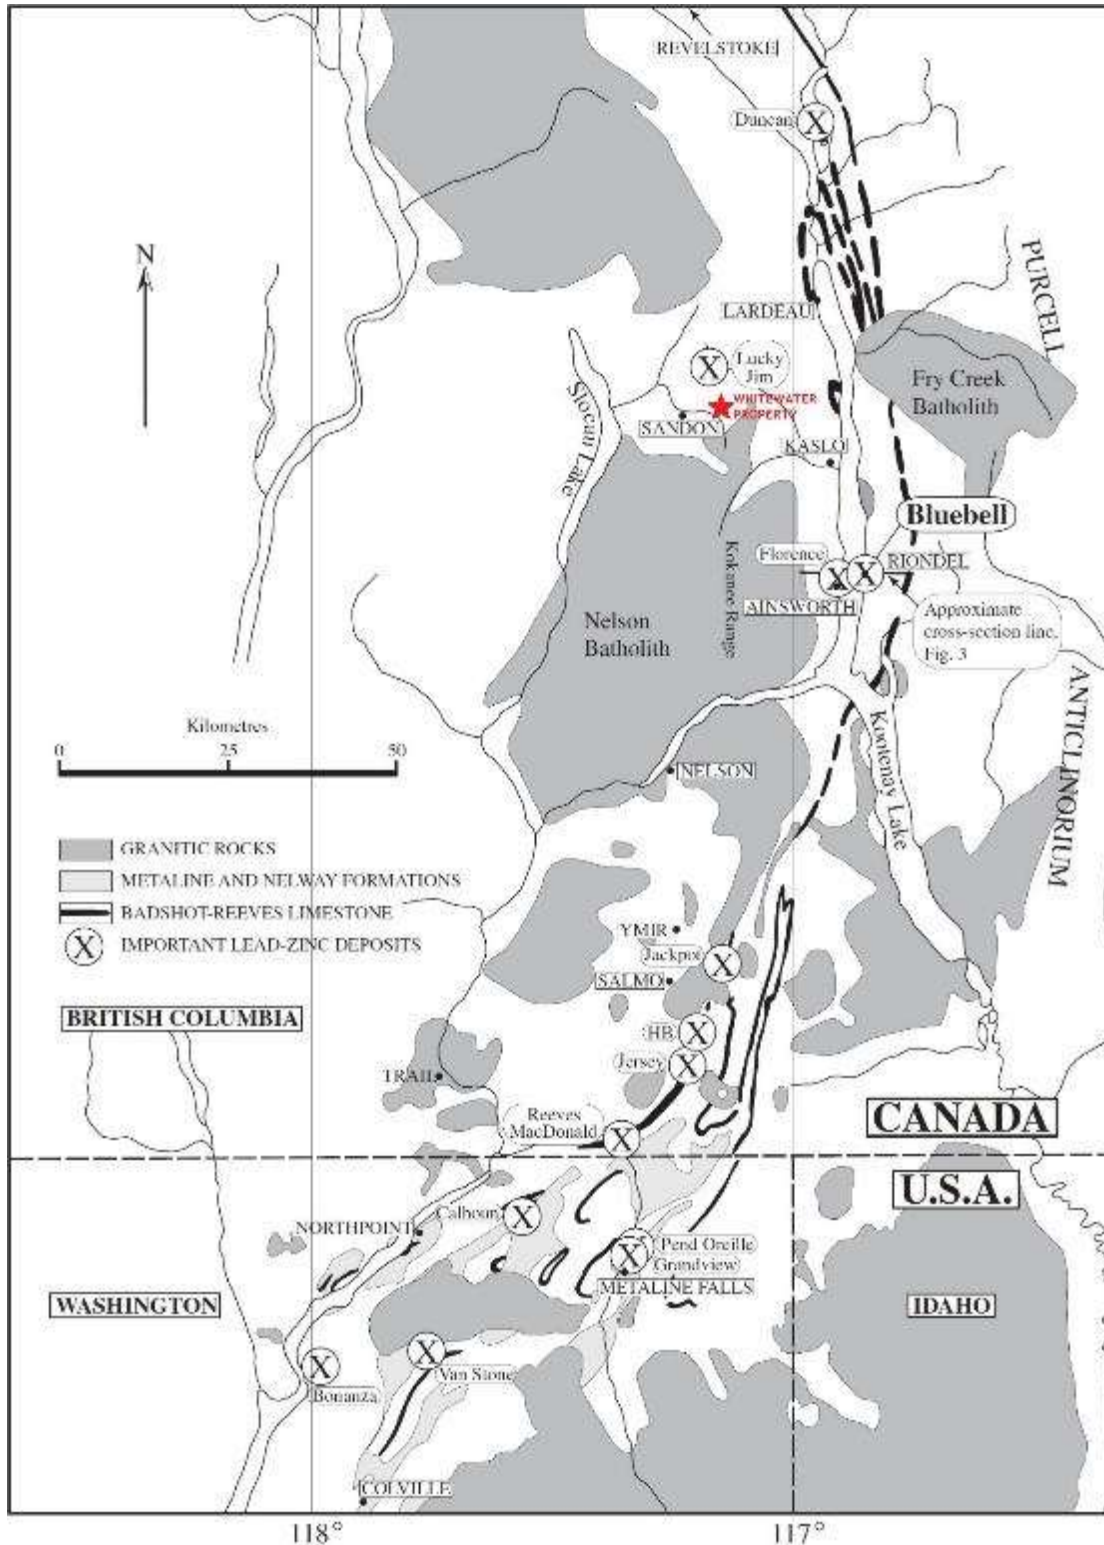 REVELSTOKE
Duncan
N
PURCELL
LARDEAU
Lucky
Jim
WHITEWATER
PROPERTY
Fry Creek
Batholith
SANDON
KASLO
Slocan Lake
Bluebell
Florence
RIONDEL
AINSWORTH
Kokanee Range
Approximate
cross-section line,
Fig. 3
Nelson
Batholith
ANTICLINORIUM
Kilometres
0 25 50
NELSON
Kootenay Lake
GRANITIC ROCKS
METALINE AND NELWAY FORMATIONS
BADSHOT-REEVES LIMESTONE
X IMPORTANT LEAD-ZINC DEPOSITS
YMIR
Jackpot
SALMO
BRITISH COLUMBIA
HB
Jersey
TRAIL
Reeves
MacDonald
CANADA
U.S.A.
Calhoun
NORTHPOINT
Pend Oreille
Grandview
METALINE FALLS
WASHINGTON
IDAHO
Van Stone
Bonanza
COLVILLE
118° 117°